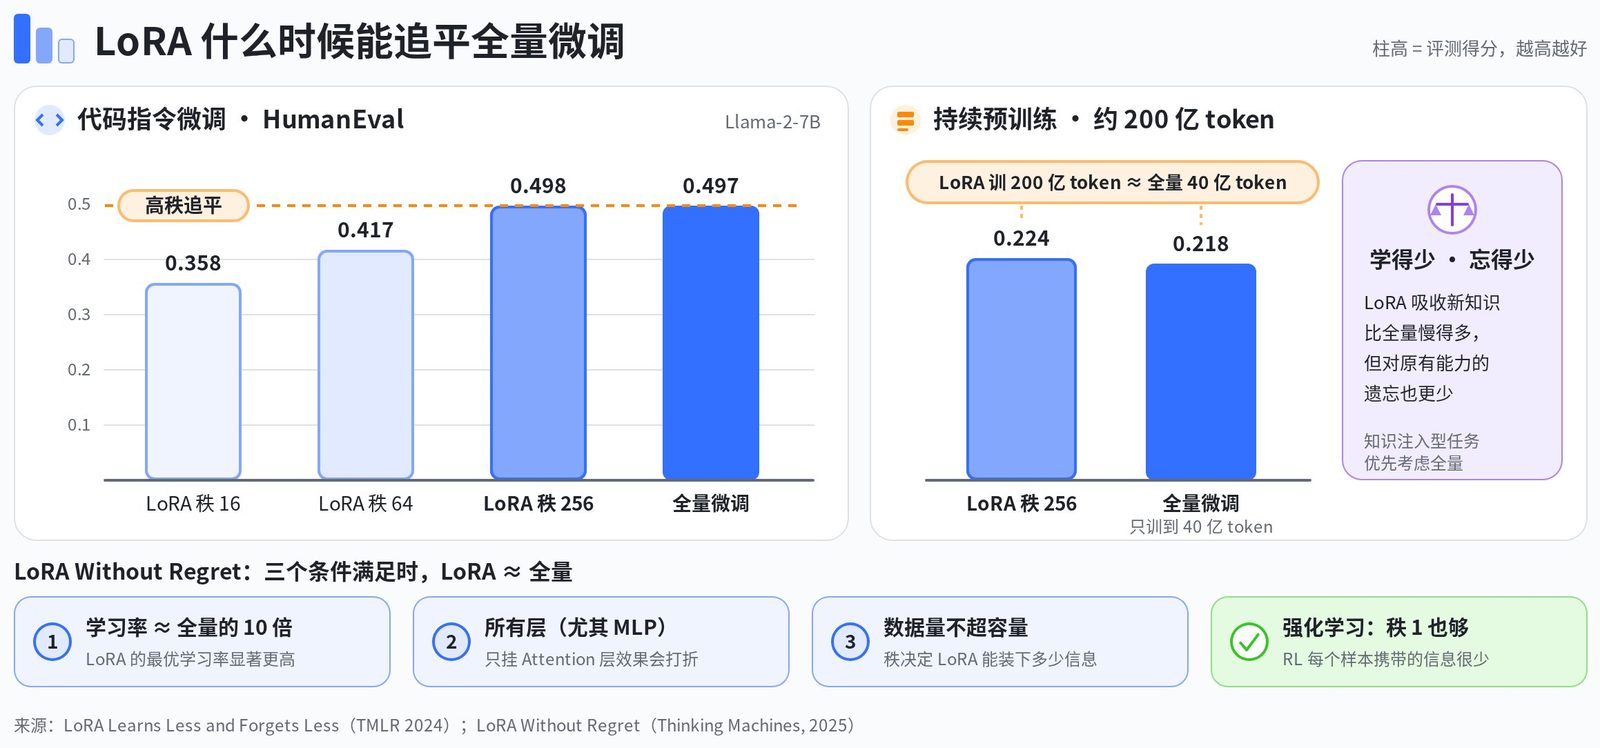 LoRA 什么时候能追平全量微调
柱高 = 评测得分，越高越好
代码指令微调 • HumanEval
Llama-2-7B
0.5
0.4
0.3
0.2
0.1
高秩追平
0.358
0.417
0.498
0.497
LoRA 秩 16
LoRA 秩 64
LoRA 秩 256
全量微调
持续预训练 • 约 200 亿 token
LoRA 训 200 亿 token ≈ 全量 40 亿 token
0.224
0.218
LoRA 秩 256
全量微调
只训到 40 亿 token
学得少 • 忘得少
LoRA 吸收新知识
比全量慢得多，
但对原有能力的
遗忘也更少
知识注入型任务
优先考虑全量
LoRA Without Regret：三个条件满足时，LoRA ≈ 全量
1
学习率 ≈ 全量的 10 倍
LoRA 的最优学习率显著更高
2
所有层（尤其 MLP）
只挂 Attention 层效果会打折
3
数据量不超容量
秩决定 LoRA 能装下多少信息
强化学习：秩 1 也够
RL 每个样本携带的信息很少
来源：LoRA Learns Less and Forgets Less（TMLR 2024）；LoRA Without Regret（Thinking Machines, 2025）